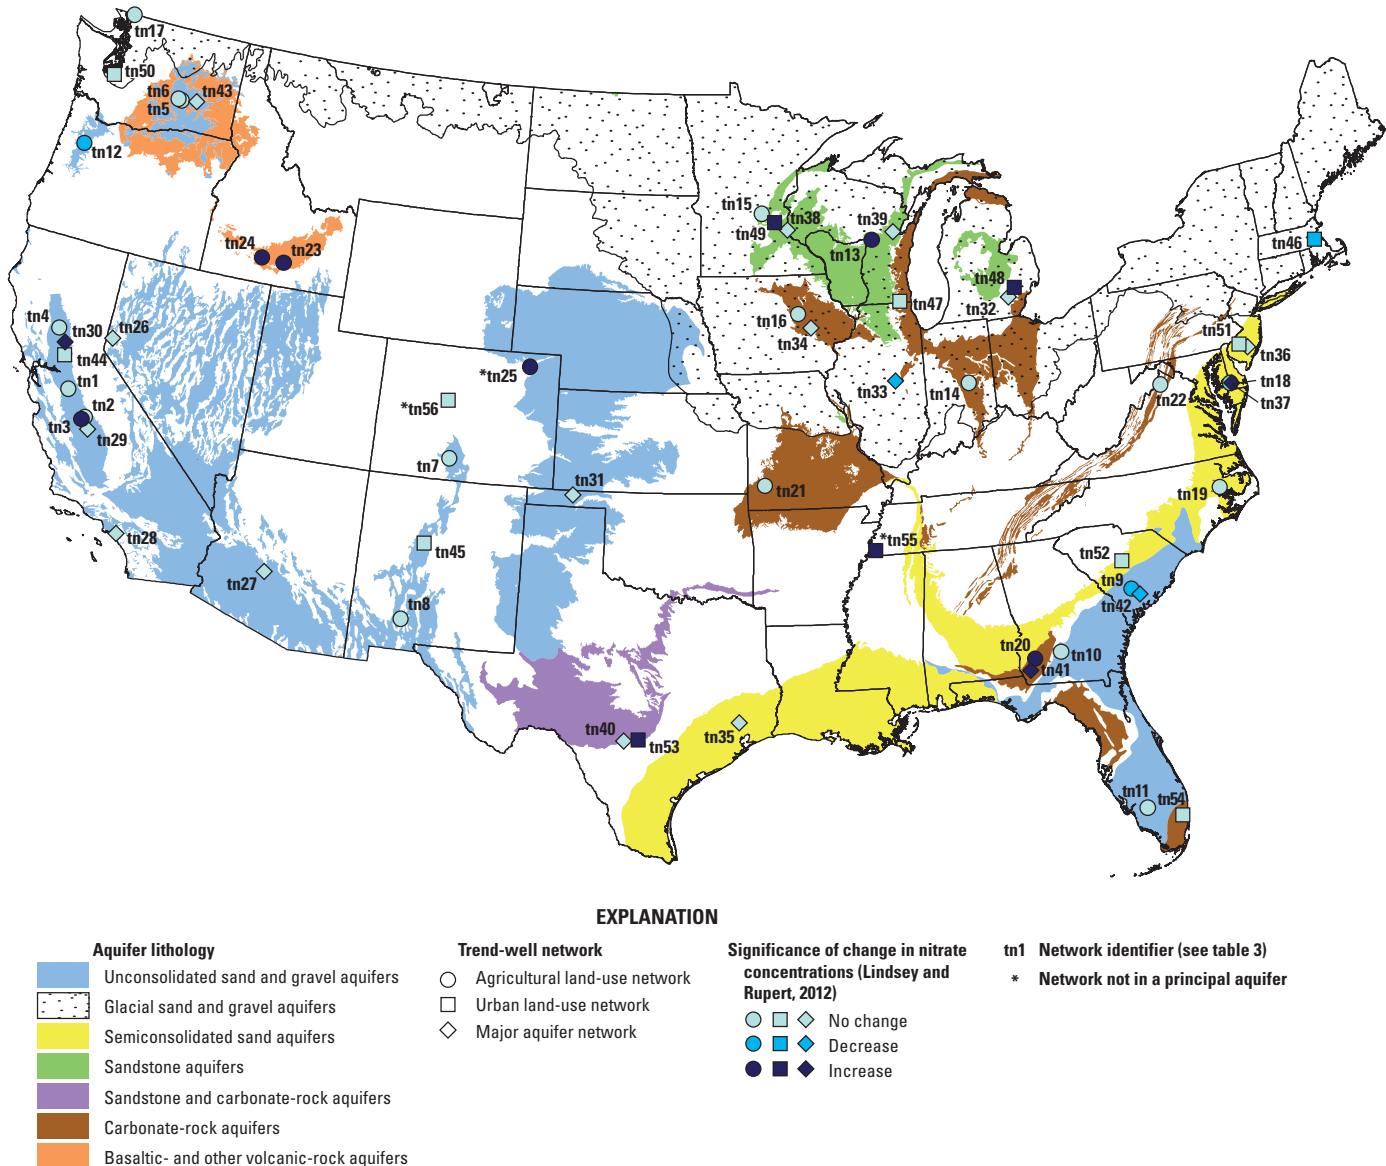 tn17
tn50
tn6
tn43
tn5
tn12
tn15
tn38
tn39
tn49
tn13
tn46
tn24
tn23
tn48
tn4
tn30
tn26
tn47
tn32
tn16
tn51
tn44
tn34
tn36
*tn25
tn1
tn33
tn14
tn18
*tn56
tn22
tn37
tn2
tn3
tn29
tn7
tn31
tn21
tn19
tn28
*tn55
tn45
tn52
tn27
tn9
tn8
tn42
tn20
tn10
tn41
tn40
tn53
tn35
tn11
tn54
EXPLANATION
Aquifer lithology
Unconsolidated sand and gravel aquifers
Glacial sand and gravel aquifers
Semiconsolidated sand aquifers
Sandstone aquifers
Sandstone and carbonate-rock aquifers
Carbonate-rock aquifers
Basaltic- and other volcanic-rock aquifers
Trend-well network
Agricultural land-use network
Urban land-use network
Major aquifer network
Significance of change in nitrate
concentrations (Lindsey and
Rupert, 2012)
No change
Decrease
Increase
tn1 Network identifier (see table 3)
* Network not in a principal aquifer